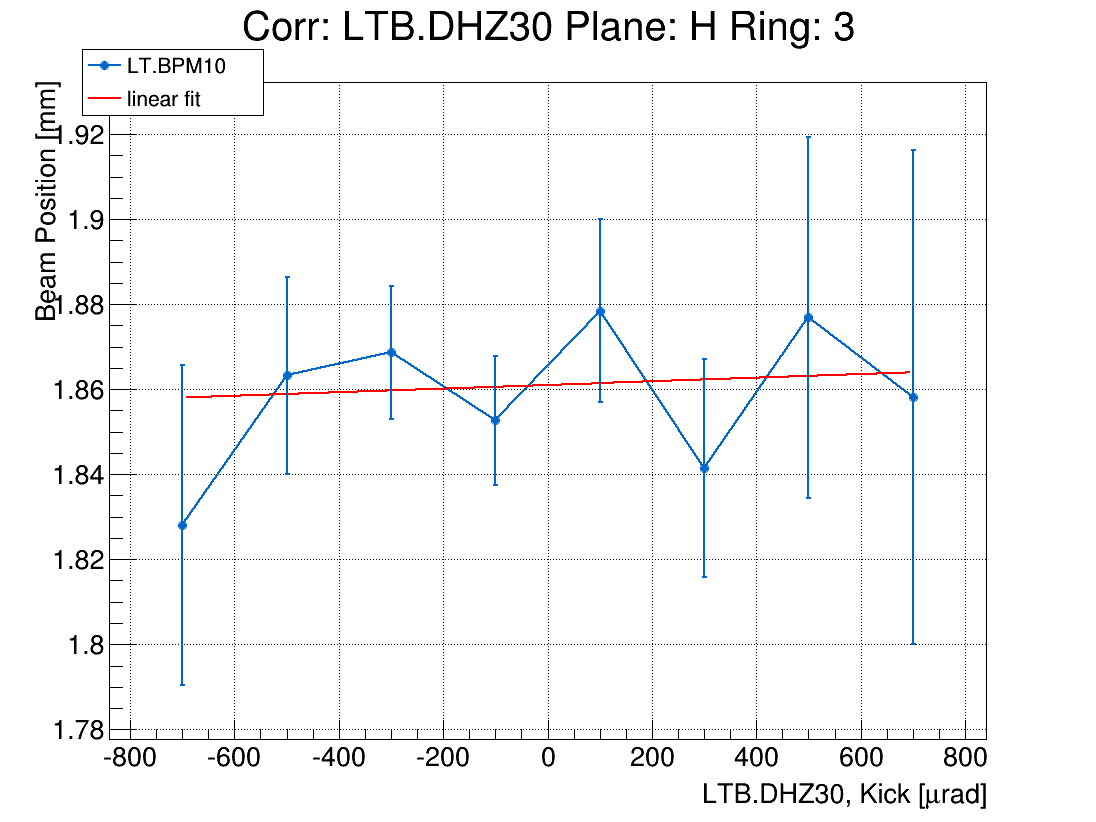 Corr: LTB.DHZ30 Plane: H Ring: 3
LT.BPM10
linear fit
Beam Position [mm]
1.92
1.9
1.88
1.86
1.84
1.82
1.8
1.78
-800 -600 -400 -200 0 200 400 600 800
LTB.DHZ30, Kick [μrad]